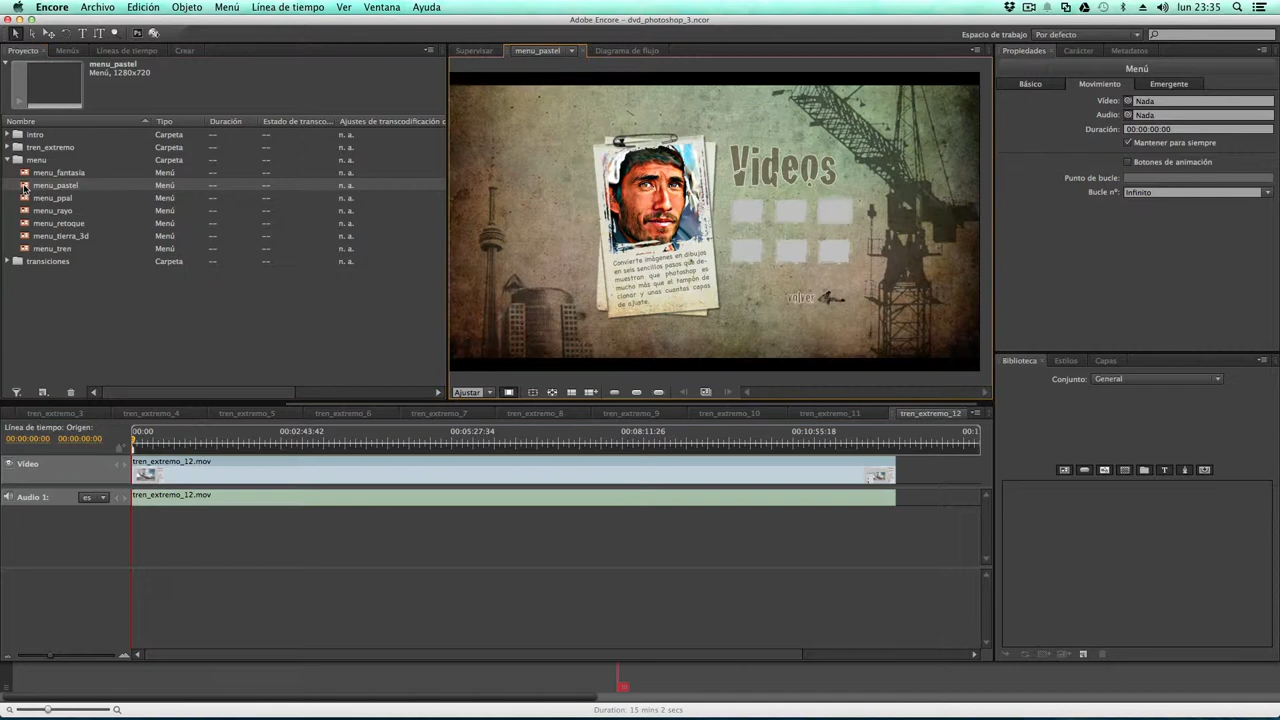 Encore Archivo Edición Objeto Menú Línea de tiempo Ver Ventana Ayuda lun 23:35
Adobe Encore - dvd_photoshop_3.ncor
Espacio de trabajo Por defecto
Proyecto Menús Líneas de tiempo Crear
Supervisar menu_pastel Diagrama de flujo
Propiedades Carácter Metadatos
menu_pastel
Menú, 1280x720
Menú
Básico Movimiento Emergente
Vídeo: Nada
Audio: Nada
Duración: 00:00:00:00
Mantener para siempre
Botones de animación
Punto de bucle:
Bucle nº: Infinito
Nombre Tipo Duración Estado de transco... Ajustes de transcodificación
intro Carpeta -- -- n. a.
tren_extremo Carpeta -- -- n. a.
menu Carpeta -- -- n. a.
menu_fantasia Menú -- -- n. a.
menu_pastel Menú -- -- n. a.
menu_ppal Menú -- -- n. a.
menu_rayo Menú -- -- n. a.
menu_retoque Menú -- -- n. a.
menu_tierra_3d Menú -- -- n. a.
menu_tren Menú -- -- n. a.
transiciones Carpeta -- -- n. a.
Videos
Convierte imágenes en dibujos
en seis sencillos pasos que de-
muestran que photoshop es
mucho más que el tampón de
clonar y unas cuantas capas
de ajuste.
volver
Ajustar
Biblioteca Estilos Capas
Conjunto: General
tren_extremo_3 tren_extremo_4 tren_extremo_5 tren_extremo_6 tren_extremo_7 tren_extremo_8 tren_extremo_9 tren_extremo_10 tren_extremo_11 tren_extremo_12
Línea de tiempo: Origen:
00:00:00:00 00:00:00:00
00:00 00:02:43:42 00:05:27:34 00:08:11:26 00:10:55:18 00:1
Vídeo tren_extremo_12.mov
Audio 1: es tren_extremo_12.mov
Duración: 15 mins 2 secs